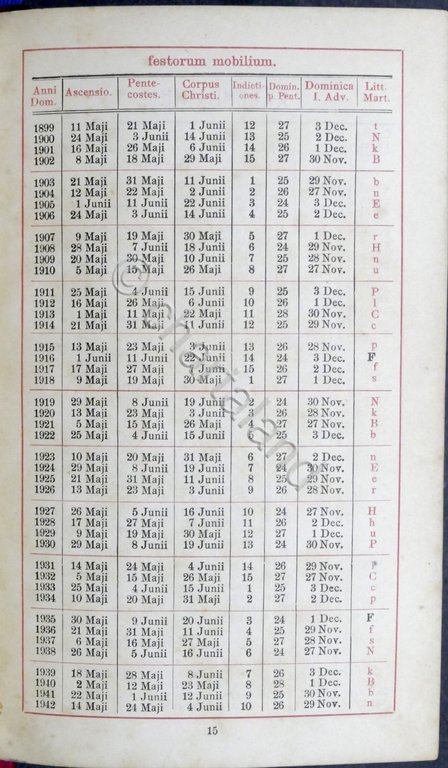 festorum mobilium.
Anni Dom. Ascensio. Pente-costes. Corpus Christi. Indicti-ones. Domin. p. Pent. Dominica I. Adv. Litt. Mart.
1899 11 Maji 21 Maji 1 Junii 12 27 3 Dec. t
1900 24 Maji 3 Junii 14 Junii 13 25 2 Dec. N
1901 16 Maji 26 Maji 6 Junii 14 26 1 Dec. k
1902 8 Maji 18 Maji 29 Maji 15 27 30 Nov. B
1903 21 Maji 31 Maji 11 Junii 1 25 29 Nov. b
1904 12 Maji 22 Maji 2 Junii 2 26 27 Nov. n
1905 1 Junii 11 Junii 22 Junii 3 24 3 Dec. E
1906 24 Maji 3 Junii 14 Junii 4 25 2 Dec. e
1907 9 Maji 19 Maji 30 Maji 5 27 1 Dec. r
1908 28 Maji 7 Junii 18 Junii 6 24 29 Nov. H
1909 20 Maji 30 Maji 10 Junii 7 25 28 Nov. h
1910 5 Maji 15 Maji 26 Maji 8 27 27 Nov. u
1911 25 Maji 4 Junii 15 Junii 9 25 3 Dec. P
1912 16 Maji 26 Maji 6 Junii 10 26 1 Dec. l
1913 1 Maji 11 Maji 22 Maji 11 28 30 Nov. C
1914 21 Maji 31 Maji 11 Junii 12 25 29 Nov. c
1915 13 Maji 23 Maji 3 Junii 13 26 28 Nov. p
1916 1 Junii 11 Junii 22 Junii 14 24 3 Dec. F
1917 17 Maji 27 Maji 7 Junii 15 26 2 Dec. f
1918 9 Maji 19 Maji 30 Maji 1 27 1 Dec. s
1919 29 Maji 8 Junii 19 Junii 2 24 30 Nov. N
1920 13 Maji 23 Maji 3 Junii 3 26 28 Nov. k
1921 5 Maji 15 Maji 26 Maji 4 27 27 Nov. B
1922 25 Maji 4 Junii 15 Junii 5 25 3 Dec. b
1923 10 Maji 20 Maji 31 Maji 6 27 2 Dec. n
1924 29 Maji 8 Junii 19 Junii 7 24 30 Nov. E
1925 21 Maji 31 Maji 11 Junii 8 25 29 Nov. e
1926 13 Maji 23 Maji 3 Junii 9 26 28 Nov. r
1927 26 Maji 5 Junii 16 Junii 10 24 27 Nov. H
1928 17 Maji 27 Maji 7 Junii 11 26 2 Dec. h
1929 9 Maji 19 Maji 30 Maji 12 27 1 Dec. u
1930 29 Maji 8 Junii 19 Junii 13 24 30 Nov. P
1931 14 Maji 24 Maji 4 Junii 14 26 29 Nov.
1932 5 Maji 15 Maji 26 Maji 15 27 27 Nov. C
1933 25 Maji 4 Junii 15 Junii 1 25 3 Dec. c
1934 10 Maji 20 Maji 31 Maji 2 27 2 Dec. p
1935 30 Maji 9 Junii 20 Junii 3 24 1 Dec. F
1936 21 Maji 31 Maji 11 Junii 4 25 29 Nov. f
1937 6 Maji 16 Maji 27 Maji 5 27 28 Nov. s
1938 26 Maji 5 Junii 16 Junii 6 24 27 Nov. N
1939 18 Maji 28 Maji 8 Junii 7 26 3 Dec. k
1940 2 Maji 12 Maji 23 Maji 8 28 1 Dec. B
1941 22 Maji 1 Junii 12 Junii 9 25 30 Nov. b
1942 14 Maji 24 Maji 4 Junii 10 26 29 Nov. n
15